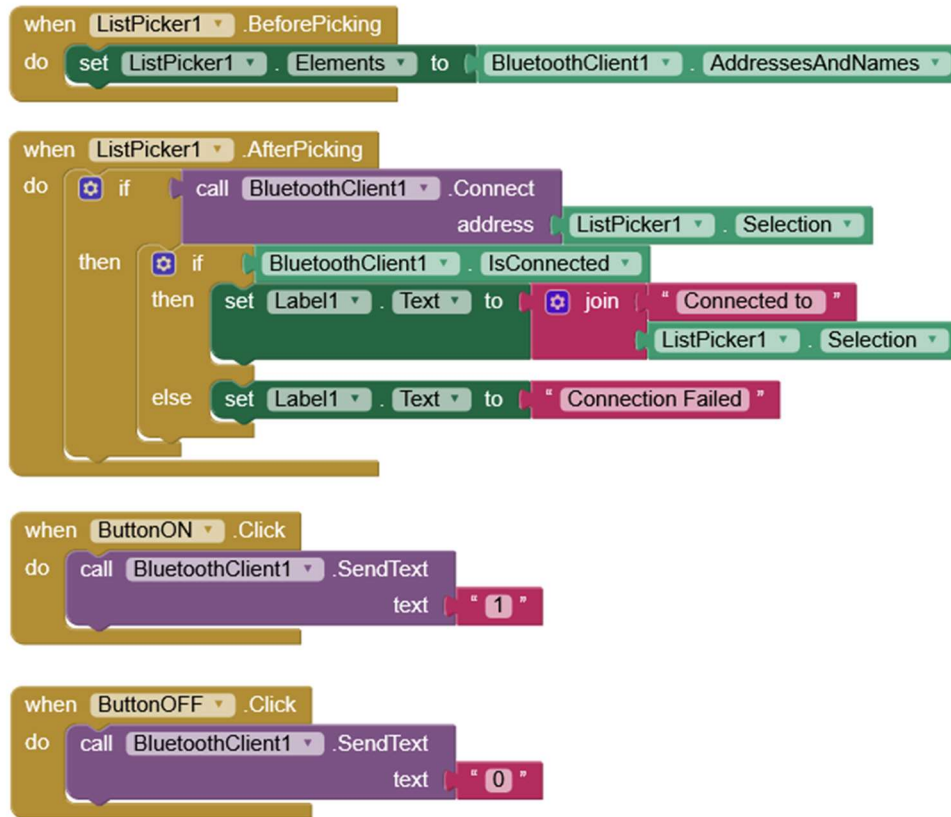 when ListPicker1 .BeforePicking
do set ListPicker1 . Elements to BluetoothClient1 . AddressesAndNames
when ListPicker1 .AfterPicking
do if call BluetoothClient1 .Connect
address ListPicker1 . Selection
then if BluetoothClient1 . IsConnected
then set Label1 . Text to join " Connected to "
ListPicker1 . Selection
else set Label1 . Text to " Connection Failed "
when ButtonON .Click
do call BluetoothClient1 .SendText
text " 1 "
when ButtonOFF .Click
do call BluetoothClient1 .SendText
text " 0 "